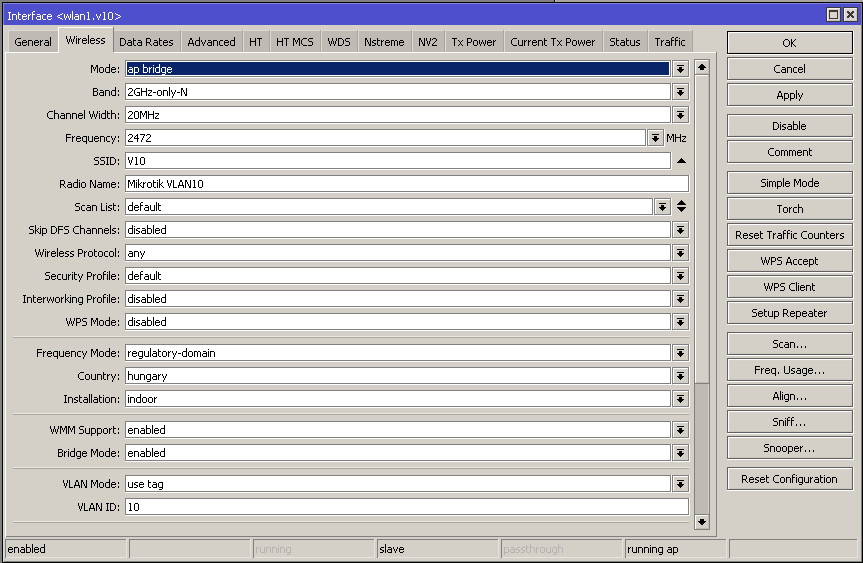 Interface <wlan1.v10>
General Wireless Data Rates Advanced HT HT MCS WDS Nstreme NV2 Tx Power Current Tx Power Status Traffic
Mode: ap bridge
Band: 2GHz-only-N
Channel Width: 20MHz
Frequency: 2472 MHz
SSID: V10
Radio Name: Mikrotik VLAN10
Scan List: default
Skip DFS Channels: disabled
Wireless Protocol: any
Security Profile: default
Interworking Profile: disabled
WPS Mode: disabled
Frequency Mode: regulatory-domain
Country: hungary
Installation: indoor
WMM Support: enabled
Bridge Mode: enabled
VLAN Mode: use tag
VLAN ID: 10
OK
Cancel
Apply
Disable
Comment
Simple Mode
Torch
Reset Traffic Counters
WPS Accept
WPS Client
Setup Repeater
Scan...
Freq. Usage...
Align...
Sniff...
Snooper...
Reset Configuration
enabled running slave passthrough running ap